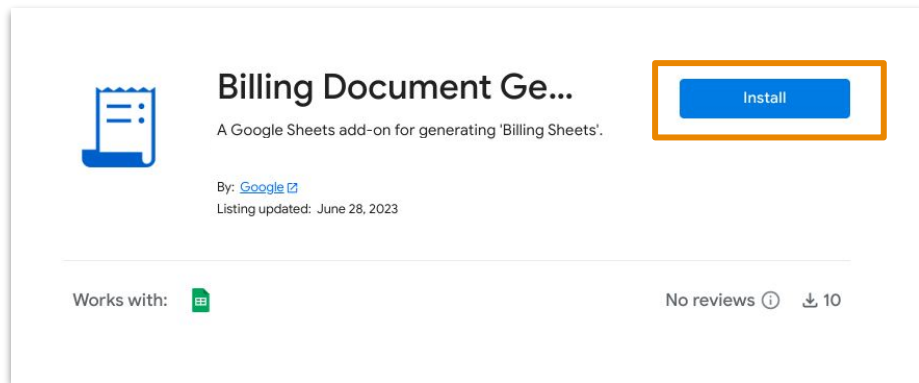 Billing Document Ge...
Install
A Google Sheets add-on for generating 'Billing Sheets'.
By: Google
Listing updated: June 28, 2023
Works with:
No reviews
10